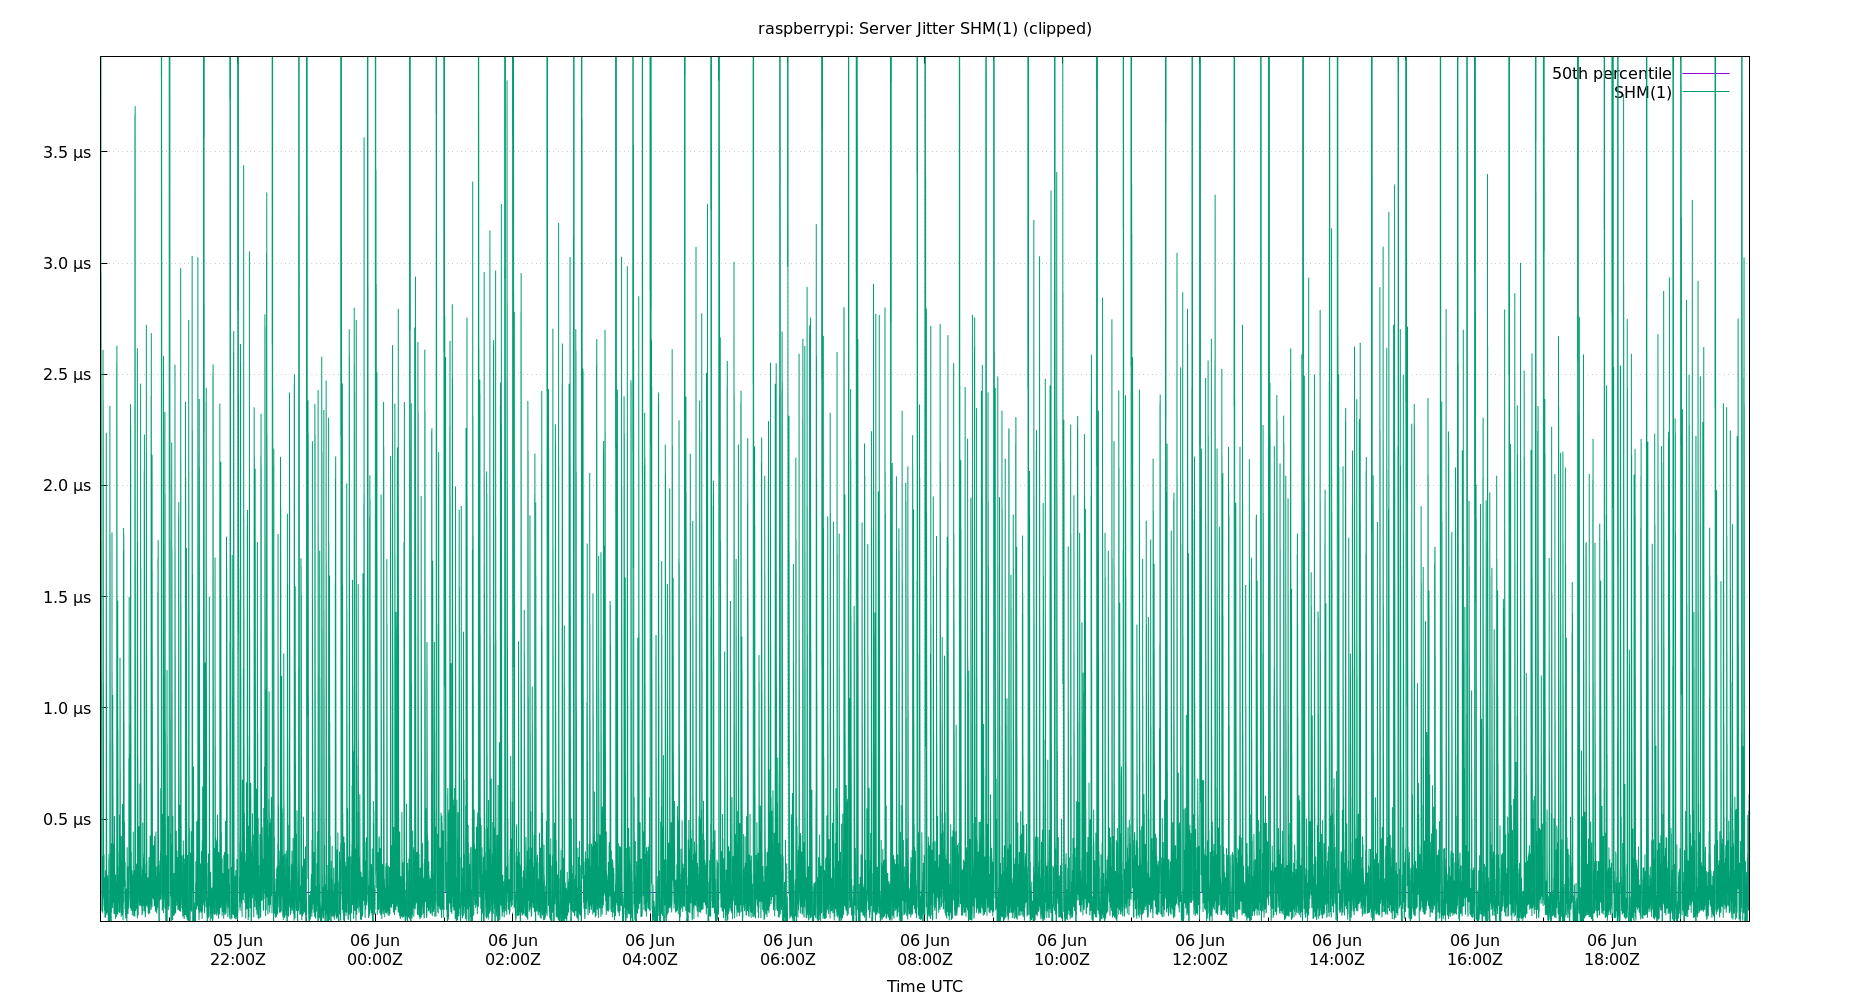 raspberrypi: Server Jitter SHM(1) (clipped)
50th percentile
SHM(1)
3.5 µs
3.0 µs
2.5 µs
2.0 µs
1.5 µs
1.0 µs
0.5 µs
05 Jun 06 Jun 06 Jun 06 Jun 06 Jun 06 Jun 06 Jun 06 Jun 06 Jun 06 Jun 06 Jun
22:00Z 00:00Z 02:00Z 04:00Z 06:00Z 08:00Z 10:00Z 12:00Z 14:00Z 16:00Z 18:00Z
Time UTC